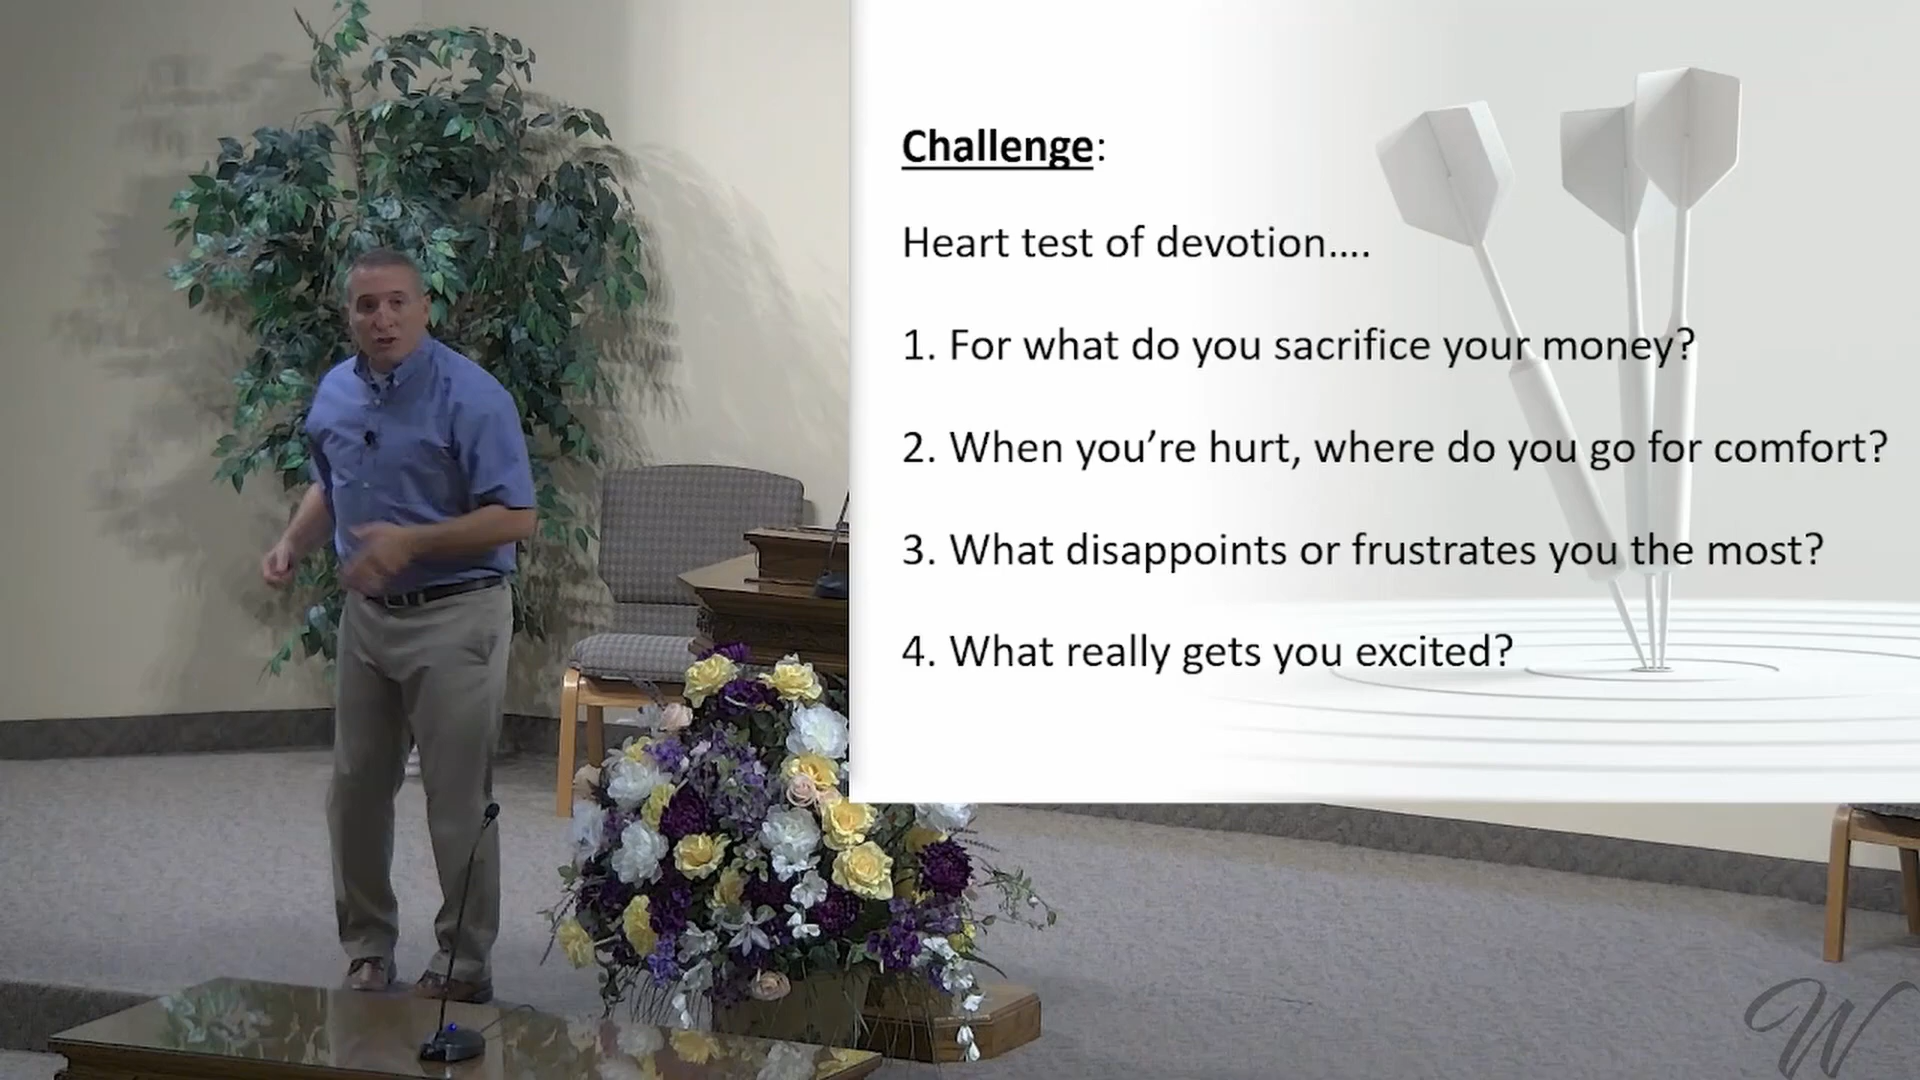 Challenge:
Heart test of devotion....
1. For what do you sacrifice your money?
2. When you're hurt, where do you go for comfort?
3. What disappoints or frustrates you the most?
4. What really gets you excited?
W